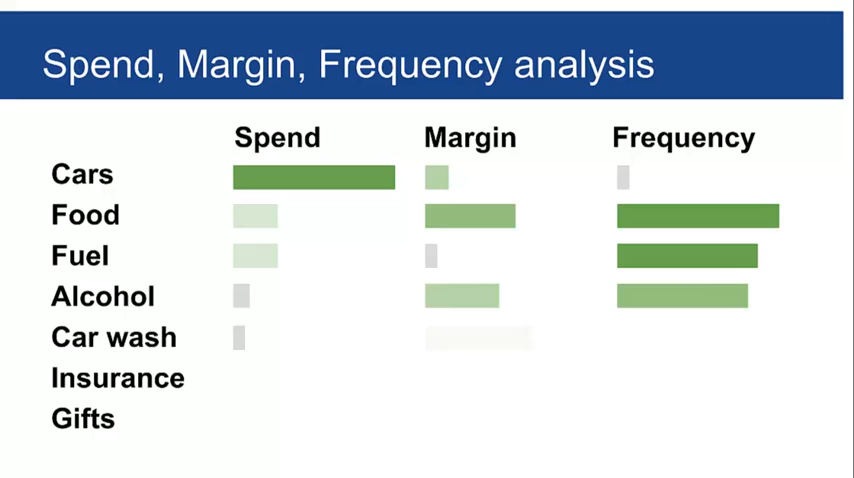 Spend, Margin, Frequency analysis
Spend Margin Frequency
Cars
Food
Fuel
Alcohol
Car wash
Insurance
Gifts